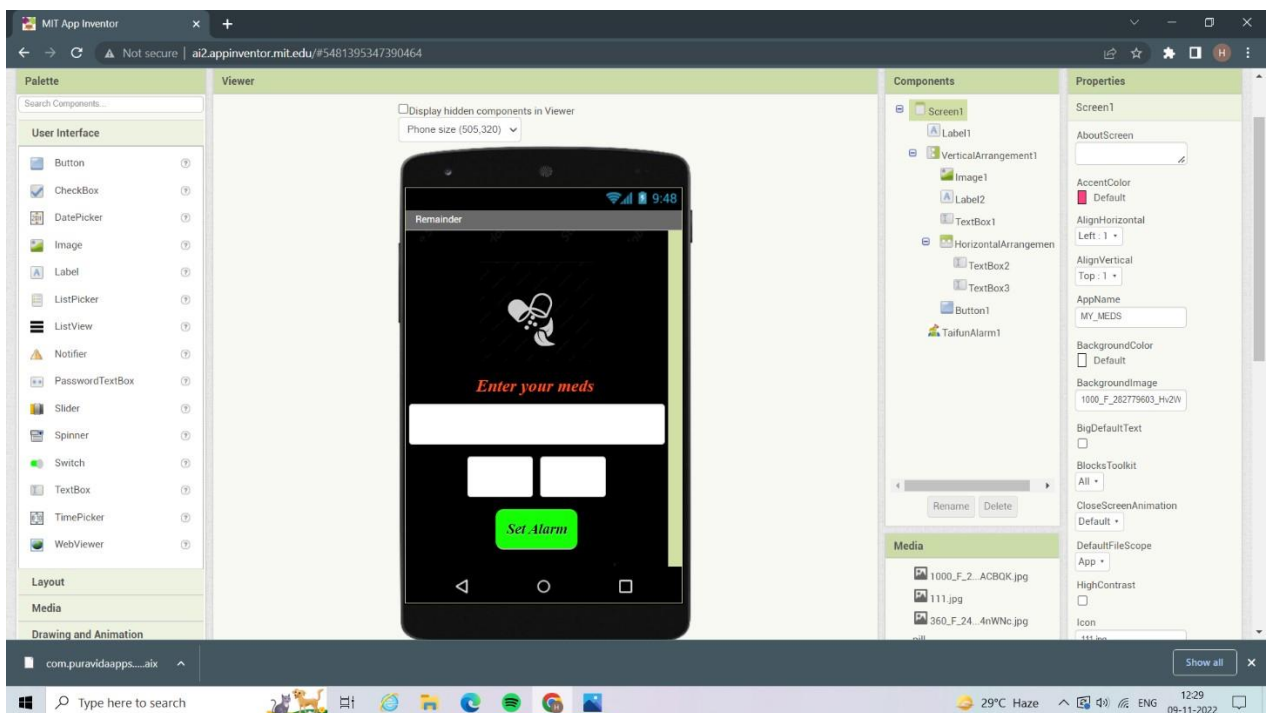 MIT App Inventor
Not secure | ai2.appinventor.mit.edu/#5481395347390464
H
Palette
Search Components...
User Interface
Button
CheckBox
DatePicker
Image
Label
ListPicker
ListView
Notifier
PasswordTextBox
Slider
Spinner
Switch
TextBox
TimePicker
WebViewer
Layout
Media
Drawing and Animation
Viewer
Display hidden components in Viewer
Phone size (505,320)
9:48
Remainder
Enter your meds
Set Alarm
Components
Screen1
Label1
VerticalArrangement1
Image1
Label2
TextBox1
HorizontalArrangemen
TextBox2
TextBox3
Button1
TaifunAlarm1
Rename Delete
Media
1000_F_2...ACBQK.jpg
111.jpg
360_F_24...4nWNc.jpg
Properties
Screen1
AboutScreen
AccentColor
Default
AlignHorizontal
Left : 1
AlignVertical
Top : 1
AppName
MY_MEDS
BackgroundColor
Default
BackgroundImage
1000_F_282779603_Hv2W
BigDefaultText
BlocksToolkit
All
CloseScreenAnimation
Default
DefaultFileScope
App
HighContrast
Icon
111.jpg
com.puravidaapps.....aix
Show all
Type here to search
29°C Haze
ENG
12:29
09-11-2022